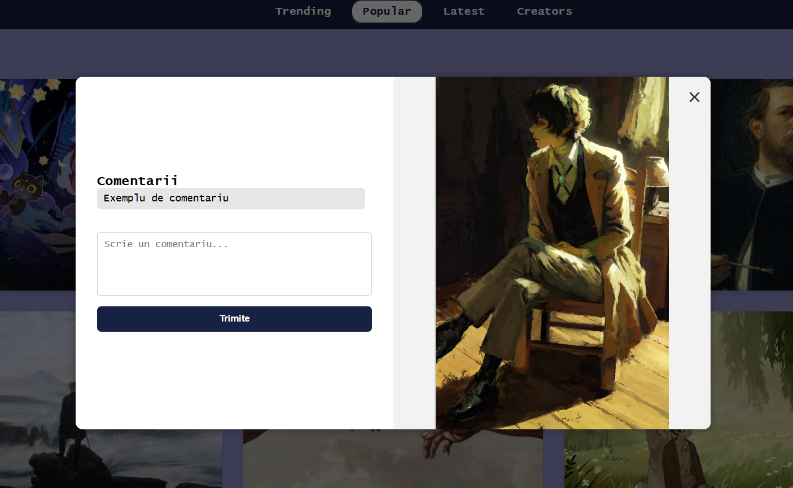 Trending Popular Latest Creators
Comentarii
Exemplu de comentariu
Scrie un comentariu...
Trimite